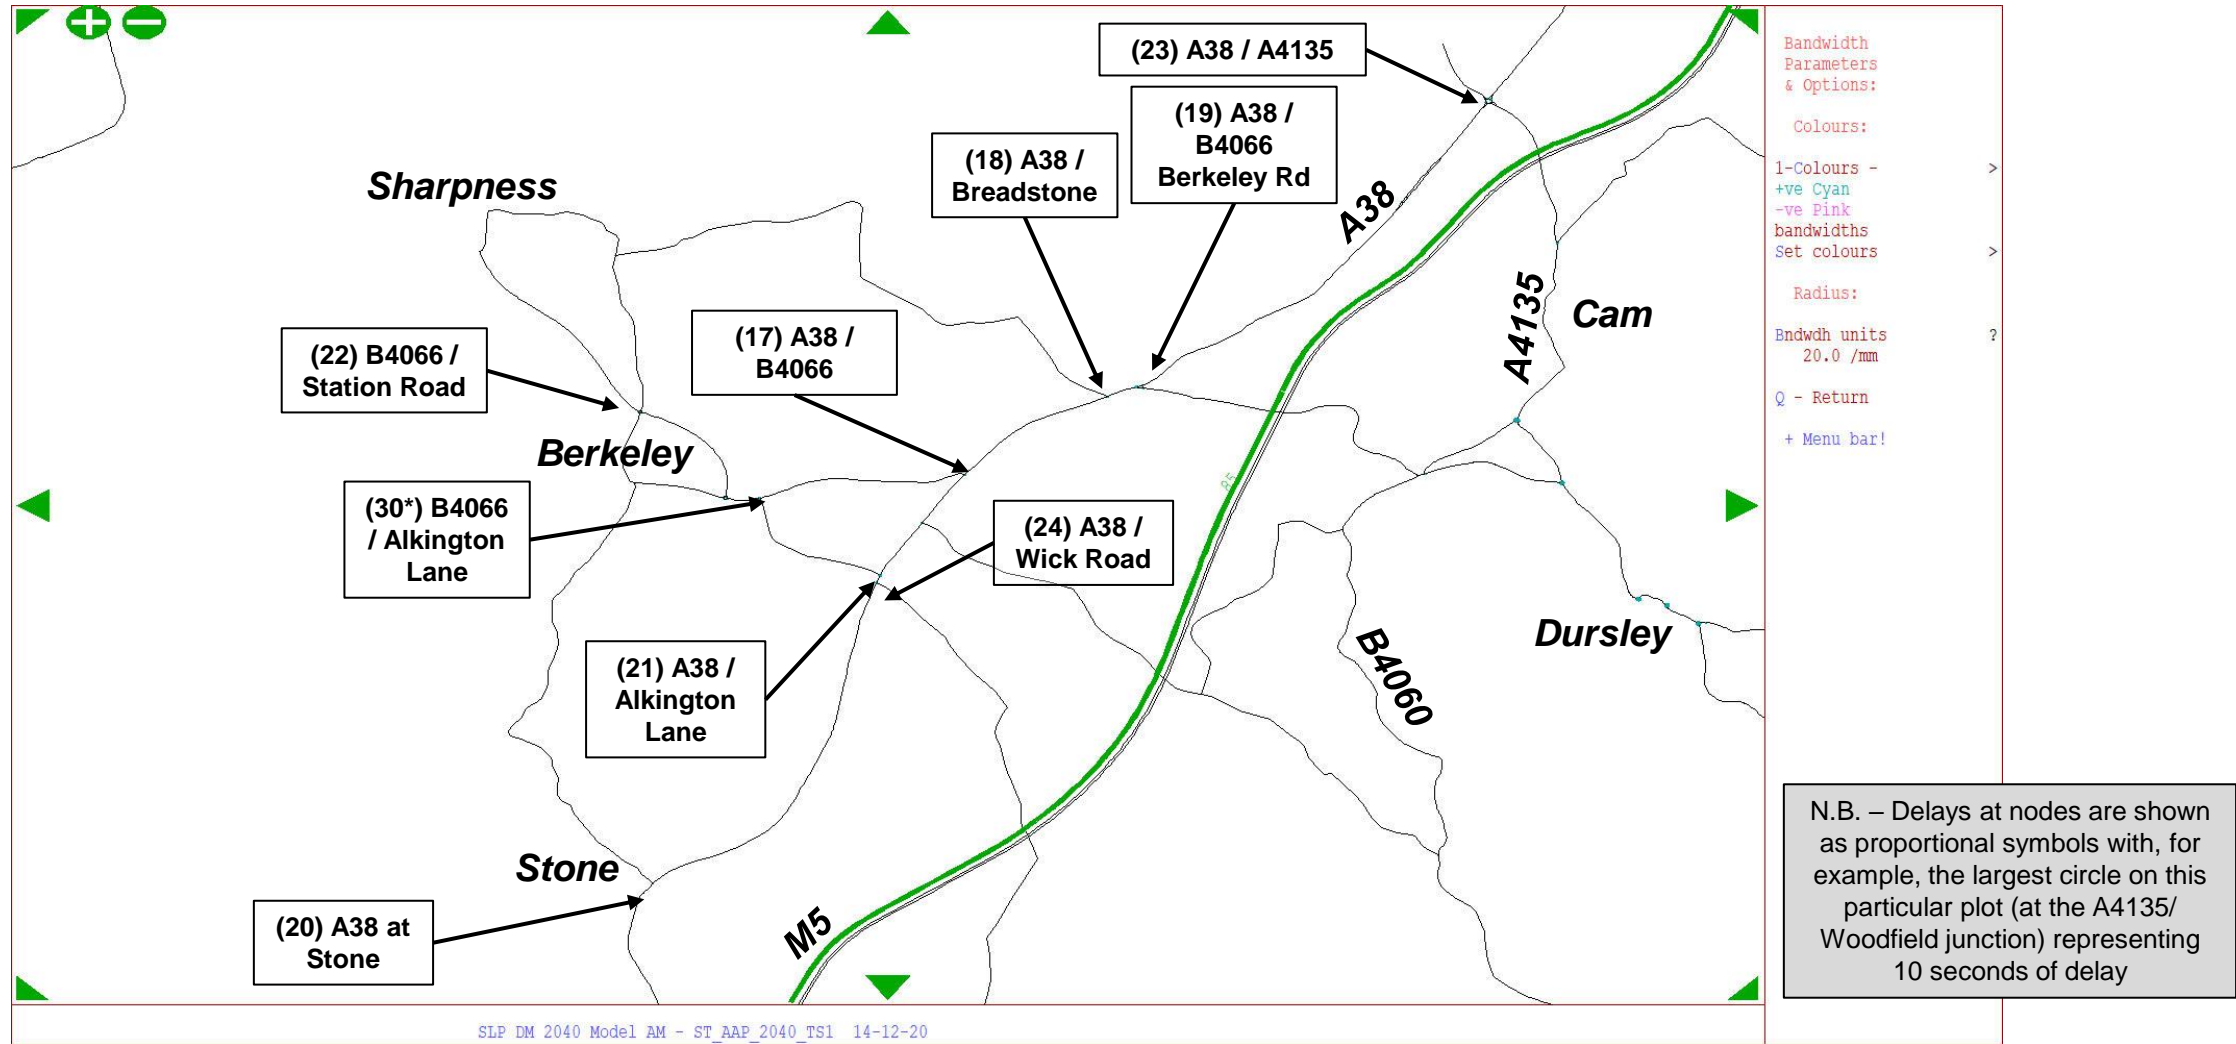 (23) A38 / A4135
(19) A38 /
B4066
Berkeley Rd
(18) A38 /
Breadstone
Sharpness
A38
(22) B4066 /
Station Road
(17) A38 /
B4066
A4135
Cam
Berkeley
85
(30*) B4066
/ Alkington
Lane
(24) A38 /
Wick Road
Dursley
B4060
(21) A38 /
Alkington
Lane
Stone
(20) A38 at
Stone
M5
SLP DM 2040 Model AM - ST_AAP_2040_TS1 14-12-20
Bandwidth
Parameters
& Options:
Colours:
1-Colours - >
+ve Cyan
-ve Pink
bandwidths
Set colours >
Radius:
Bndwdh units ?
20.0 /mm
Q - Return
+ Menu bar!
N.B. – Delays at nodes are shown
as proportional symbols with, for
example, the largest circle on this
particular plot (at the A4135/
Woodfield junction) representing
10 seconds of delay